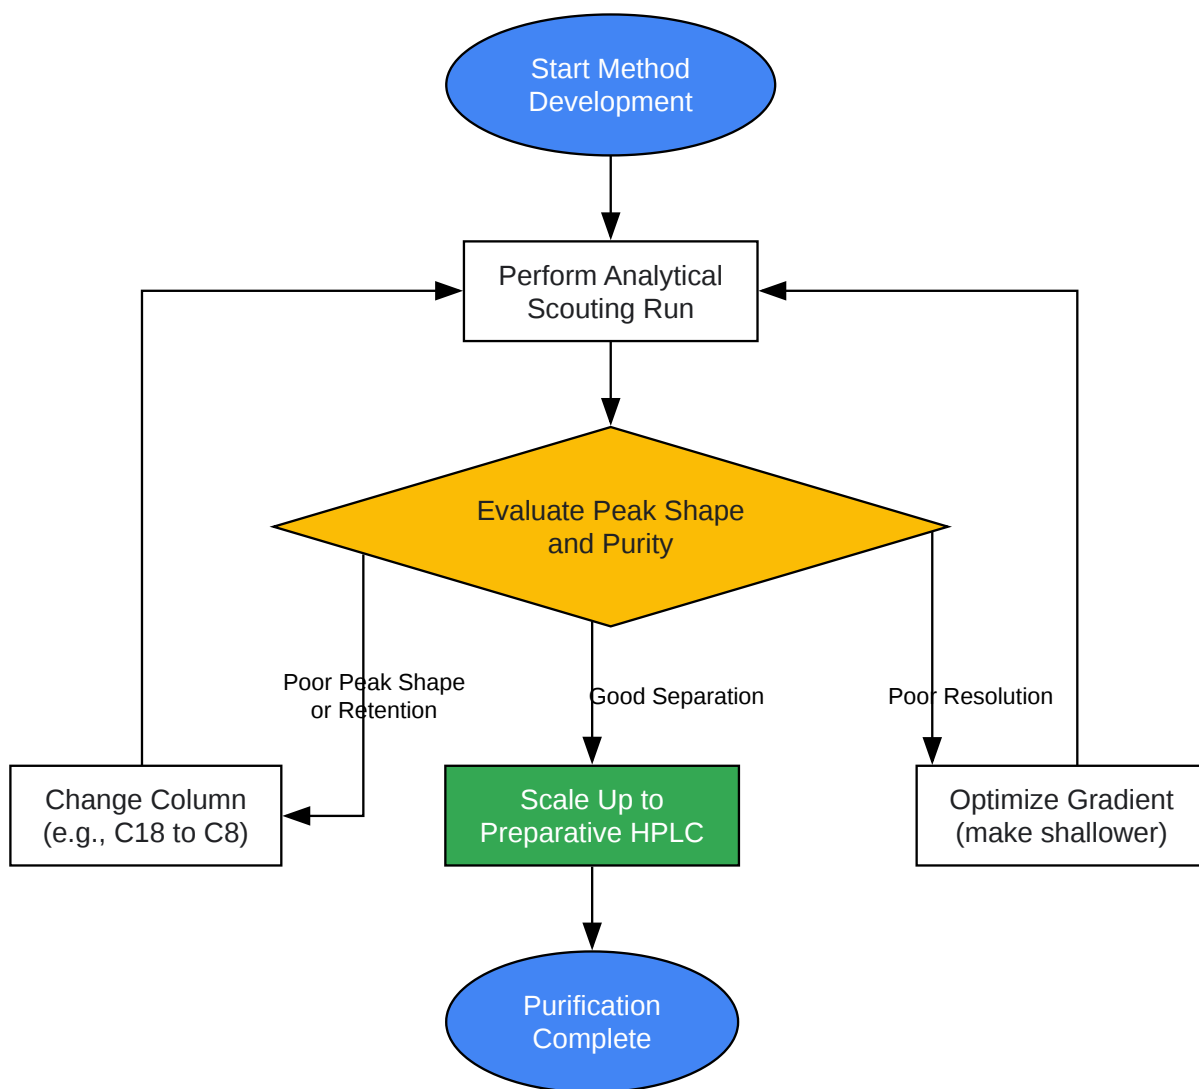 Start Method
Development
Perform Analytical
Scouting Run
Evaluate Peak Shape
and Purity
Poor Peak Shape
or Retention
Good Separation
Poor Resolution
Change Column
(e.g., C18 to C8)
Scale Up to
Preparative HPLC
Optimize Gradient
(make shallower)
Purification
Complete